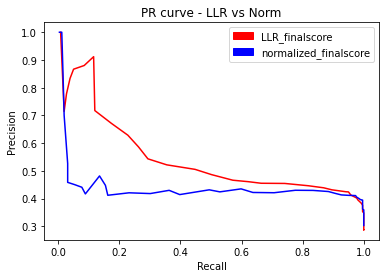 PR curve - LLR vs Norm
LLR_finalscore
normalized_finalscore
Precision
1.0
0.9
0.8
0.7
0.6
0.5
0.4
0.3
0.0
0.2
0.4
0.6
0.8
1.0
Recall